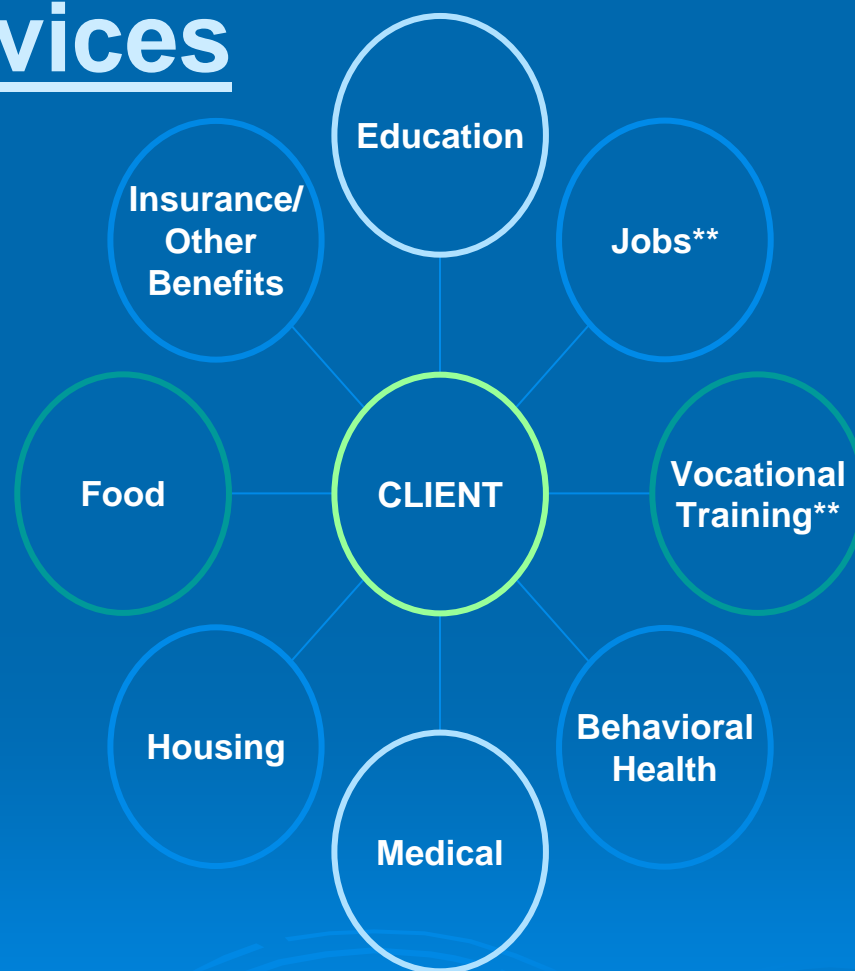 vices
Education
Insurance/
Other
Benefits
Jobs**
Food
CLIENT
Vocational
Training**
Housing
Behavioral
Health
Medical